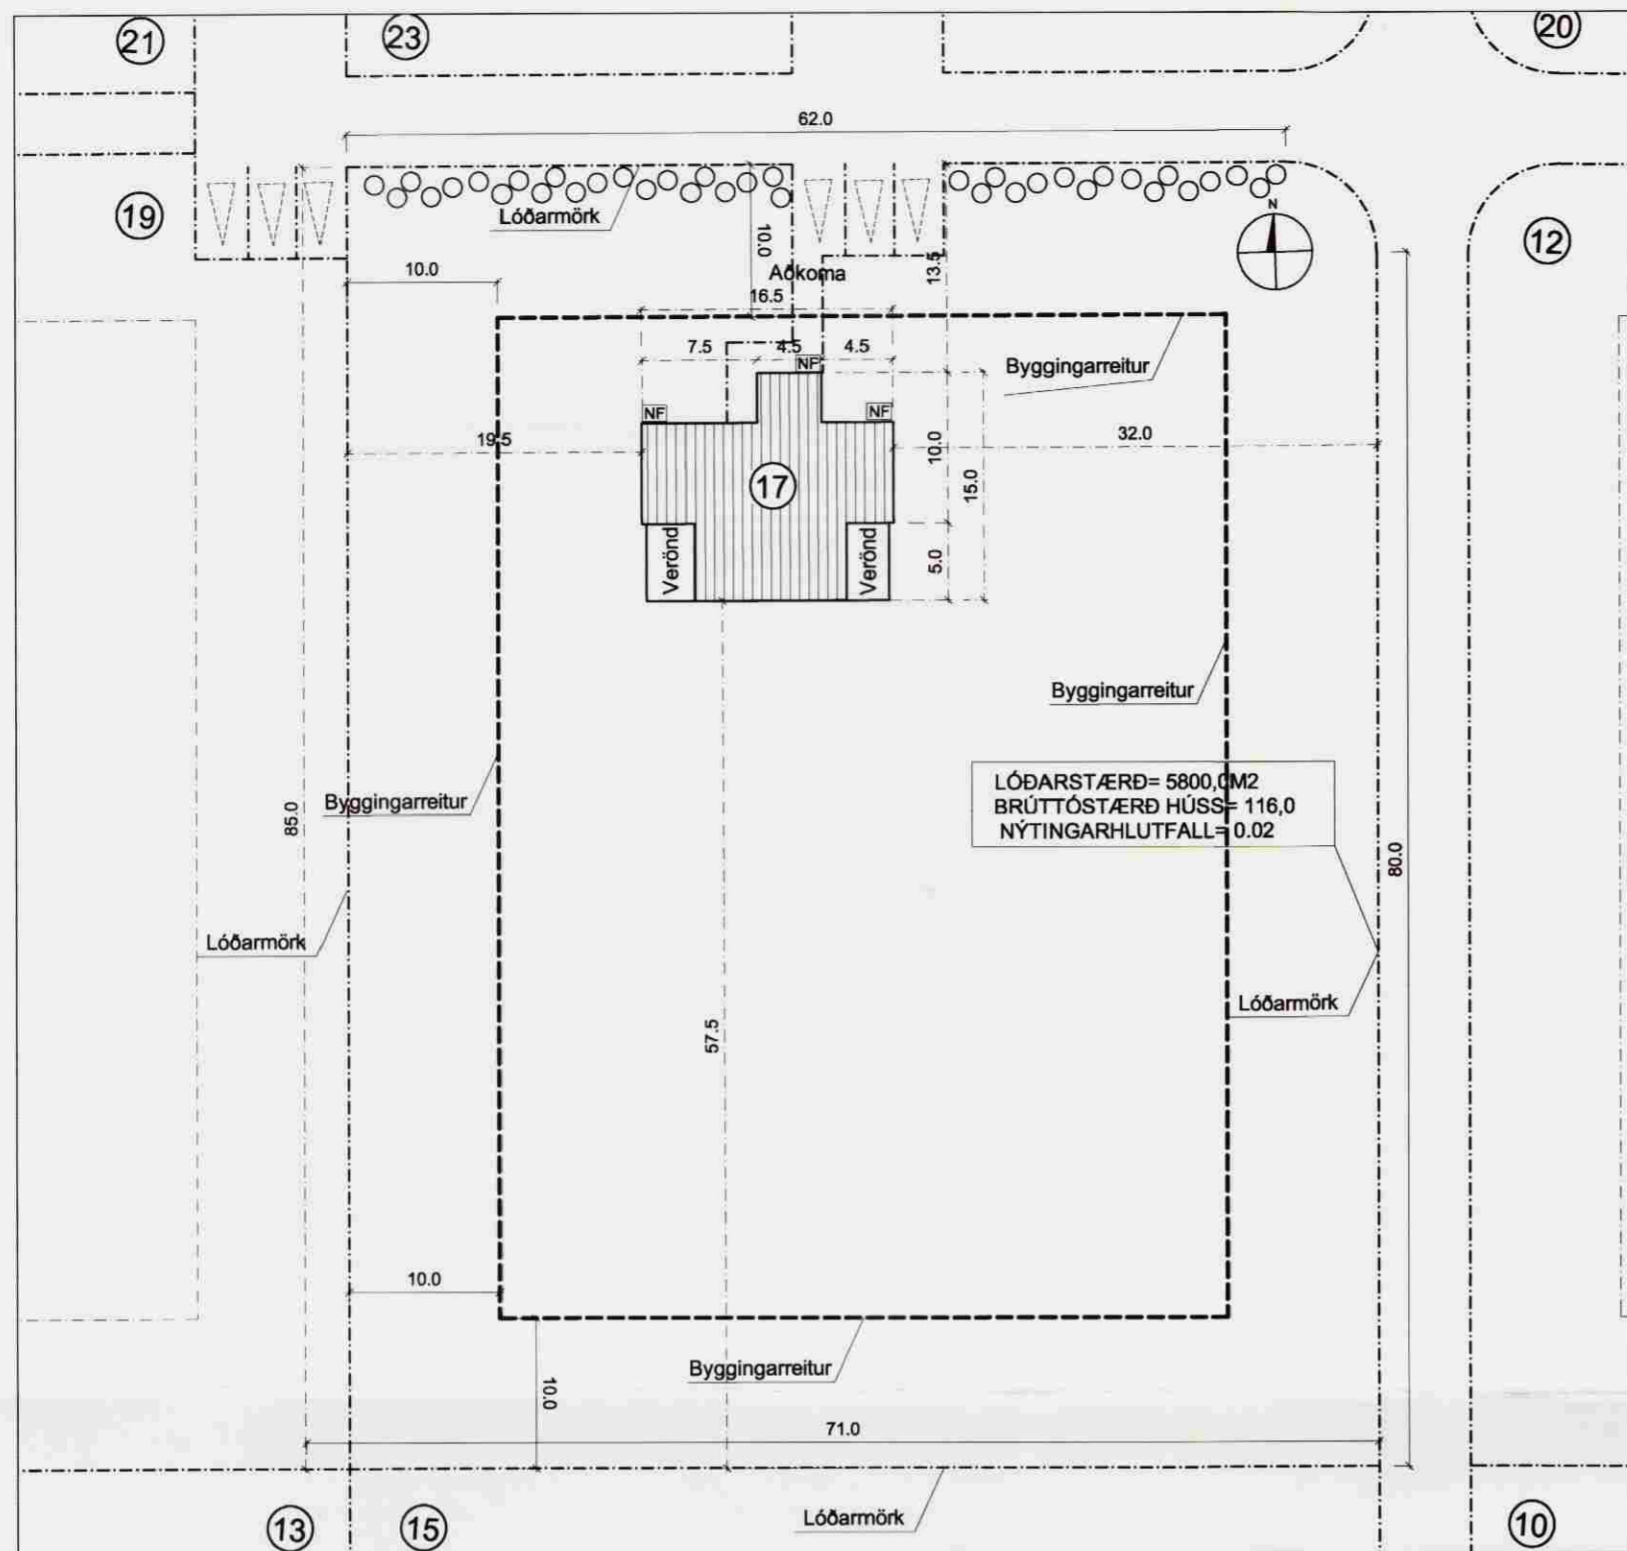 21
23
20
62.0
19
Lóðarmörk
10.0
13.5
N
12
10.0
Aðkoma
16.5
7.5
4.5
4.5
NF
Byggingarreitur
NF
NF
19.5
32.0
10.0
17
15.0
Verönd
Verönd
5.0
Byggingarreitur
LÓÐARSTÆRÐ= 5800,0M2
BRÚTTÓSTÆRÐ HÚSS= 116,0
NÝTINGARHLUTFALL= 0.02
Byggingarreitur
85.0
80.0
Lóðarmörk
Lóðarmörk
57.5
10.0
Byggingarreitur
10.0
71.0
Lóðarmörk
13
15
10